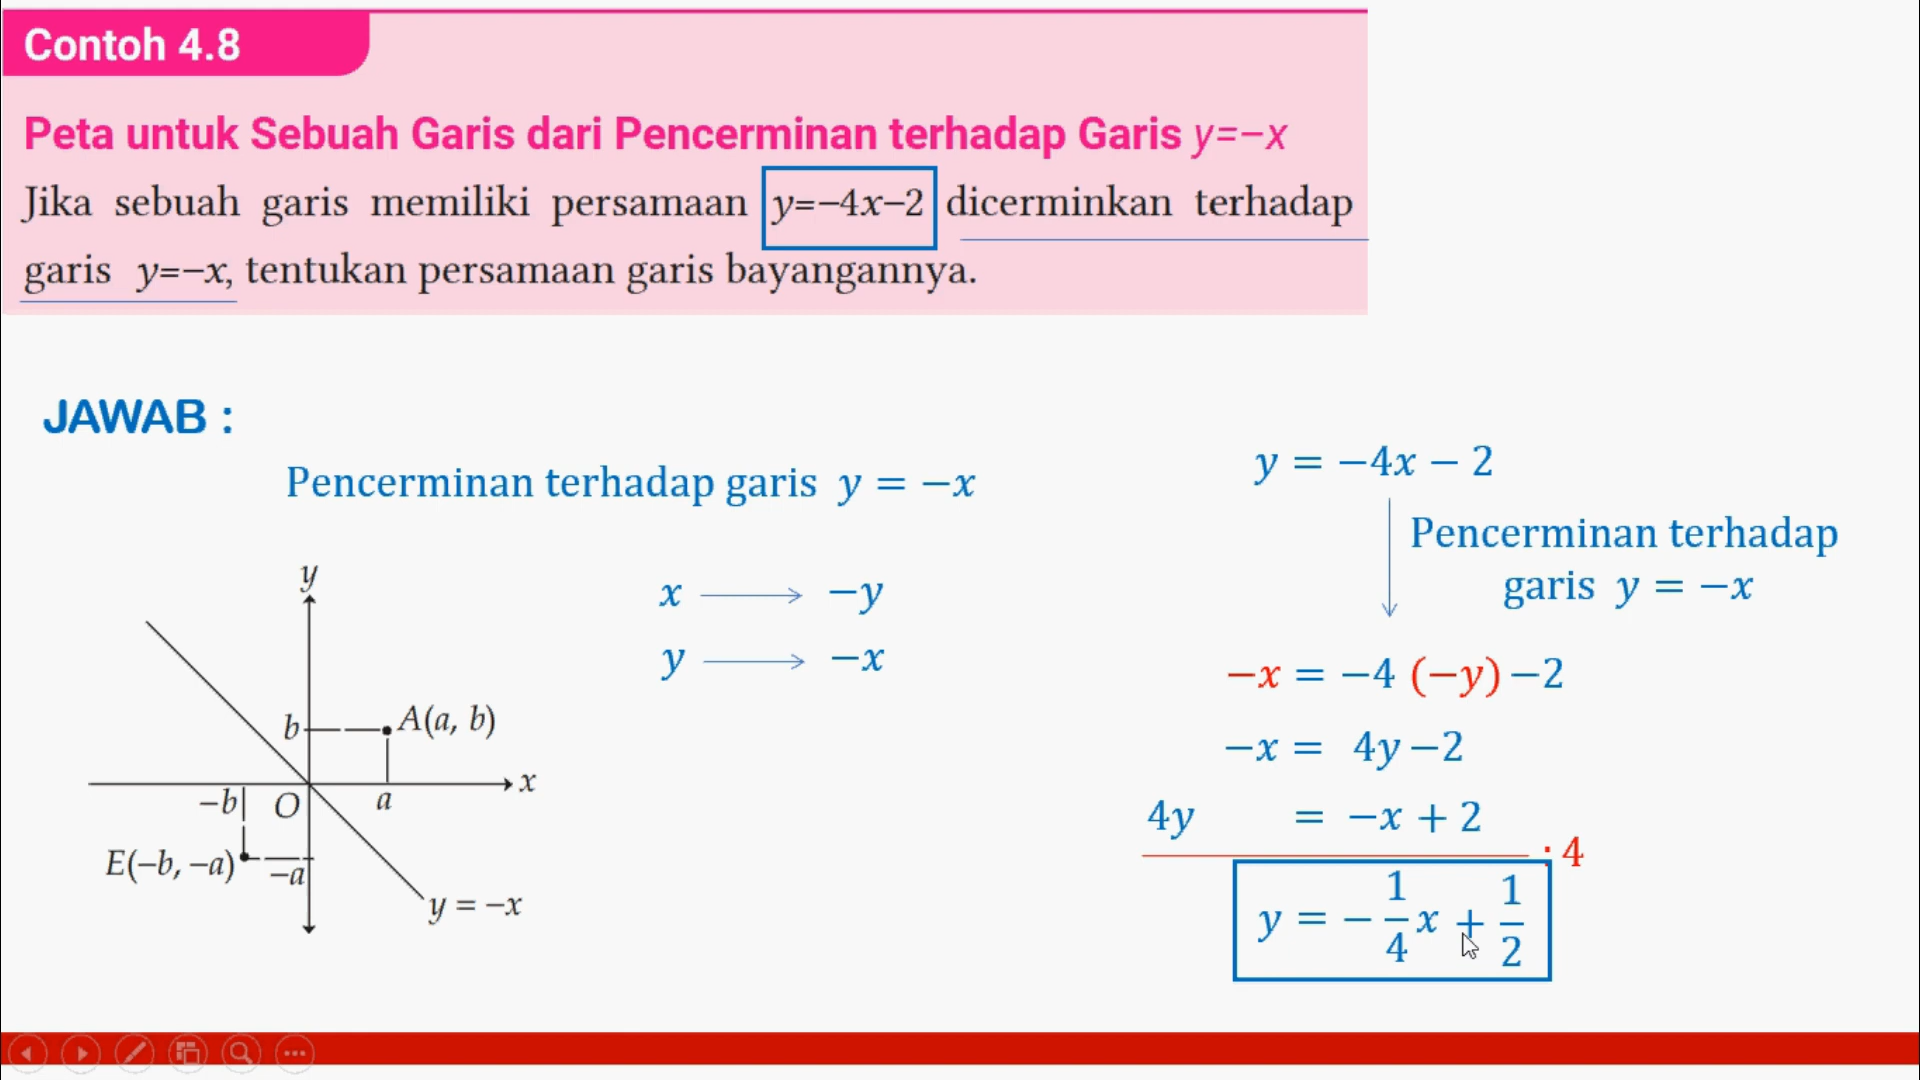 Contoh 4.8
Peta untuk Sebuah Garis dari Pencerminan terhadap Garis y=−x
Jika sebuah garis memiliki persamaan y=−4x−2 dicerminkan terhadap
garis y=−x, tentukan persamaan garis bayangannya.
JAWAB :
Pencerminan terhadap garis y = −x
x → −y
y → −x
y
b
A(a, b)
x
−b
O
a
E(−b, −a)
−a
y = −x
y = −4x − 2
Pencerminan terhadap
garis y = −x
−x = −4 (−y) −2
−x = 4y −2
4y = −x + 2
: 4
y = − 1/4 x + 1/2